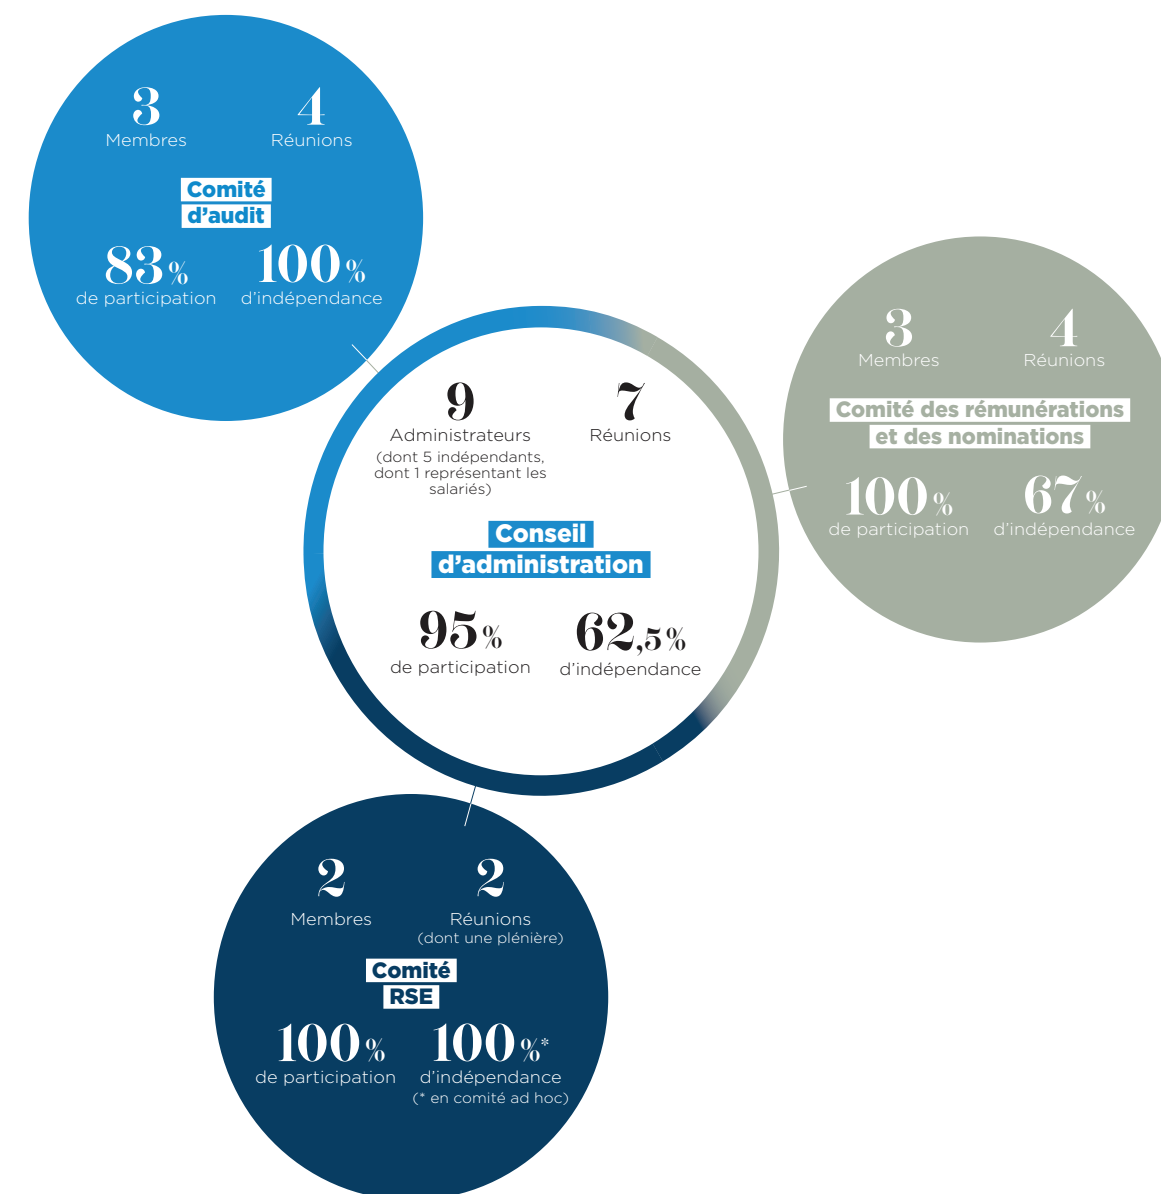 3
Membres
4
Réunions
Comité
d’audit
83 %
de participation
100 %
d’indépendance
3
Membres
4
Réunions
Comité des rémunérations
et des nominations
100 %
de participation
67 %
d’indépendance
9
Administrateurs
(dont 5 indépendants,
dont 1 représentant les
salariés)
7
Réunions
Conseil
d’administration
95 %
de participation
62,5 %
d’indépendance
2
Membres
2
Réunions
(dont une plénière)
Comité
RSE
100 %
de participation
100 %*
d’indépendance
(* en comité ad hoc)